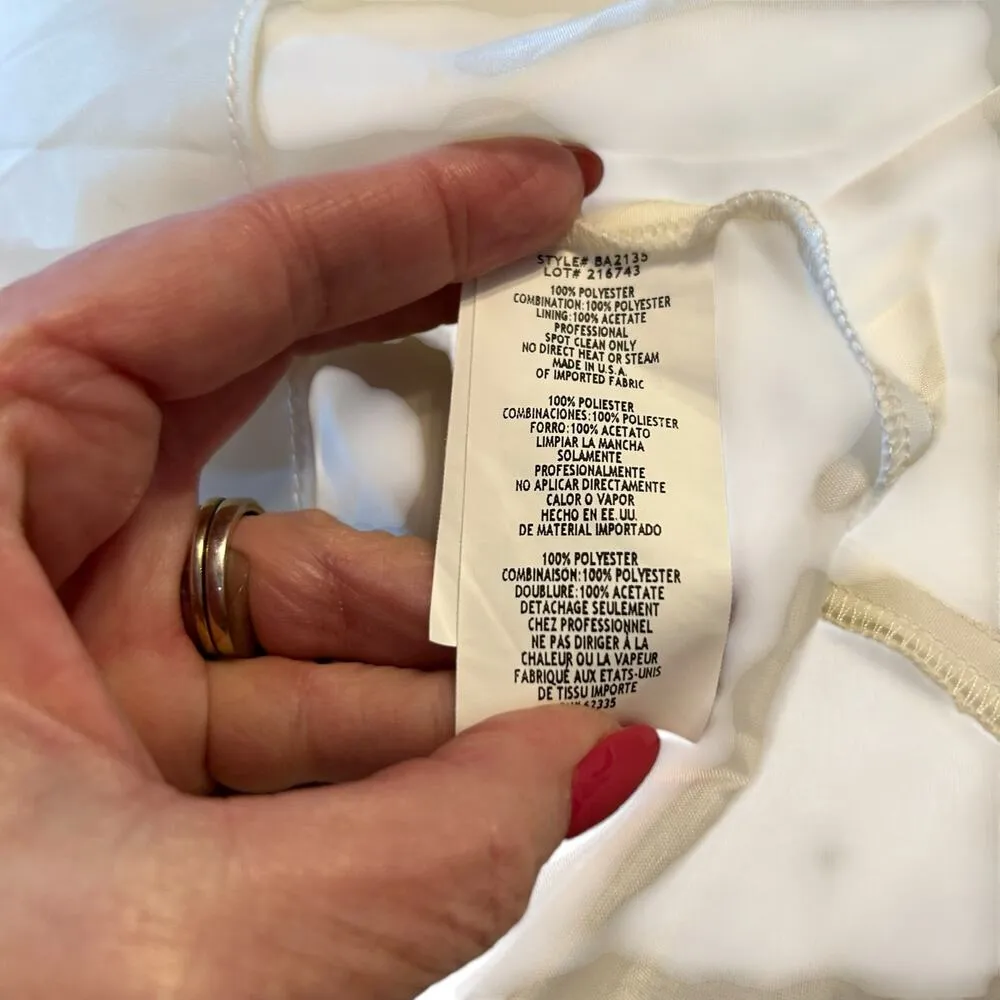 STYLE# BA2135
LOT# 216743
100% POLYESTER
COMBINATION:100% POLYESTER
LINING:100% ACETATE
PROFESSIONAL
SPOT CLEAN ONLY
NO DIRECT HEAT OR STEAM
MADE IN U.S.A.
OF IMPORTED FABRIC
100% POLIESTER
COMBINACIONES:100% POLIESTER
FORRO:100% ACETATO
LIMPIAR LA MANCHA
SOLAMENTE
PROFESIONALMENTE
NO APLICAR DIRECTAMENTE
CALOR O VAPOR
HECHO EN EE.UU.
DE MATERIAL IMPORTADO
100% POLYESTER
COMBINAISON:100% POLYESTER
DOUBLURE:100% ACETATE
DETACHAGE SEULEMENT
CHEZ PROFESSIONNEL
NE PAS DIRIGER À LA
CHALEUR OU LA VAPEUR
FABRIQUÉ AUX ETATS-UNIS
DE TISSU IMPORTE
62335